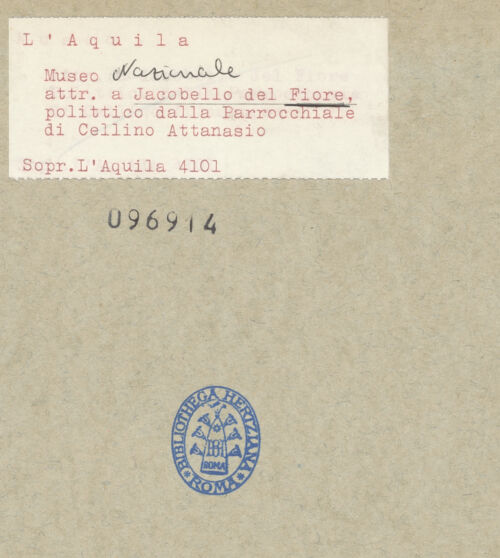 L'Aquila
Museo Nazionale
attr. a Jacobello del Fiore,
polittico dalla Parrocchiale
di Cellino Attanasio
Sopr.L'Aquila 4101
096914
BIBLIOTHECA HERTZIANA
ROMA
* ROMA *